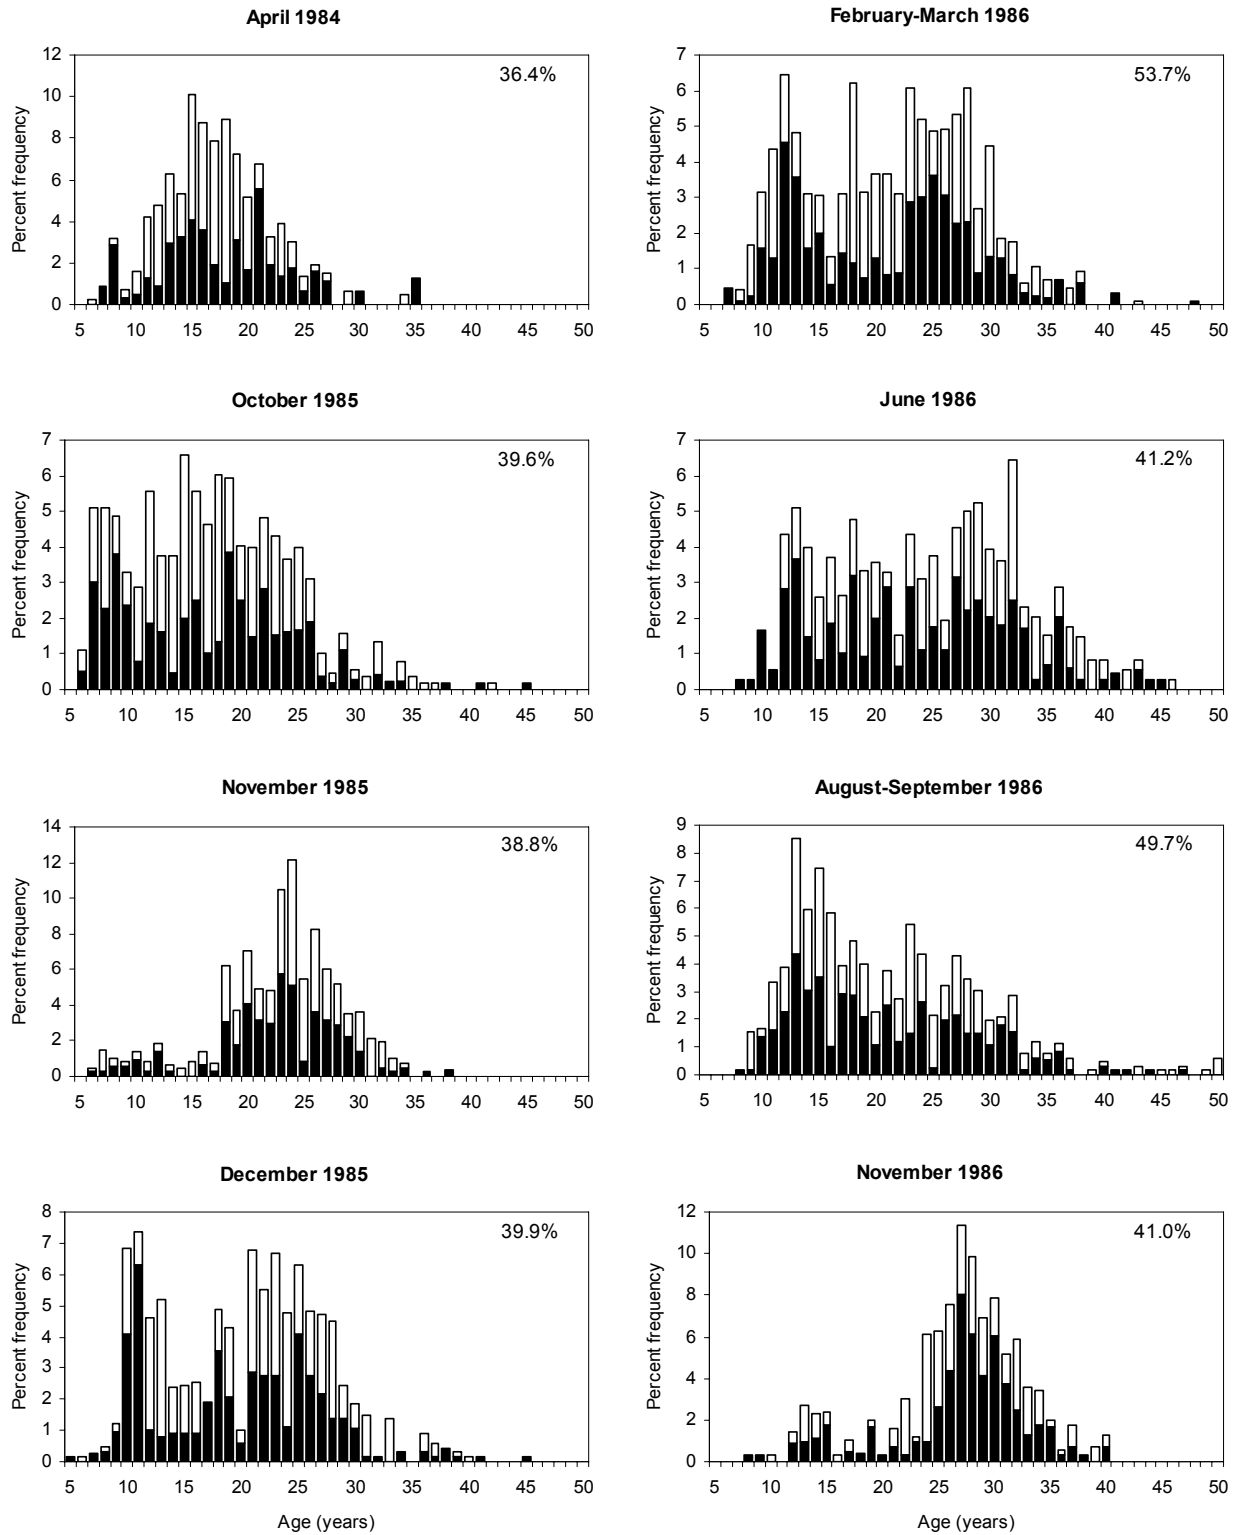 April 1984
Percent frequency
12
10
8
6
4
2
0
36.4%
5 10 15 20 25 30 35 40 45 50
February-March 1986
Percent frequency
7
6
5
4
3
2
1
0
53.7%
5 10 15 20 25 30 35 40 45 50
October 1985
Percent frequency
7
6
5
4
3
2
1
0
39.6%
5 10 15 20 25 30 35 40 45 50
June 1986
Percent frequency
7
6
5
4
3
2
1
0
41.2%
5 10 15 20 25 30 35 40 45 50
November 1985
Percent frequency
14
12
10
8
6
4
2
0
38.8%
5 10 15 20 25 30 35 40 45 50
August-September 1986
Percent frequency
9
8
7
6
5
4
3
2
1
0
49.7%
5 10 15 20 25 30 35 40 45 50
December 1985
Percent frequency
8
7
6
5
4
3
2
1
0
39.9%
5 10 15 20 25 30 35 40 45 50
Age (years)
November 1986
Percent frequency
12
10
8
6
4
2
0
41.0%
5 10 15 20 25 30 35 40 45 50
Age (years)